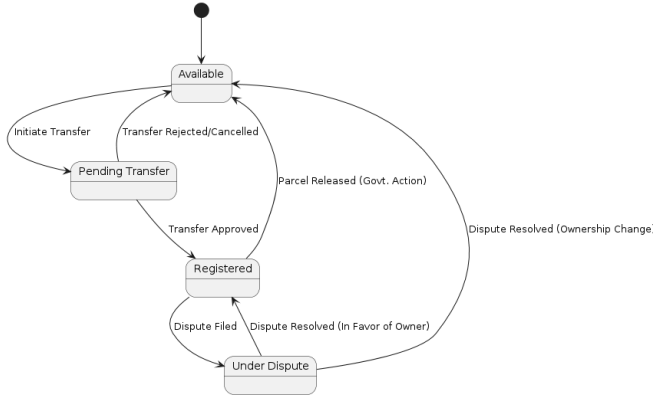 Available
Initiate Transfer
Transfer Rejected/Cancelled
Pending Transfer
Parcel Released (Govt. Action)
Transfer Approved
Dispute Resolved (Ownership Change)
Registered
Dispute Filed
Dispute Resolved (In Favor of Owner)
Under Dispute